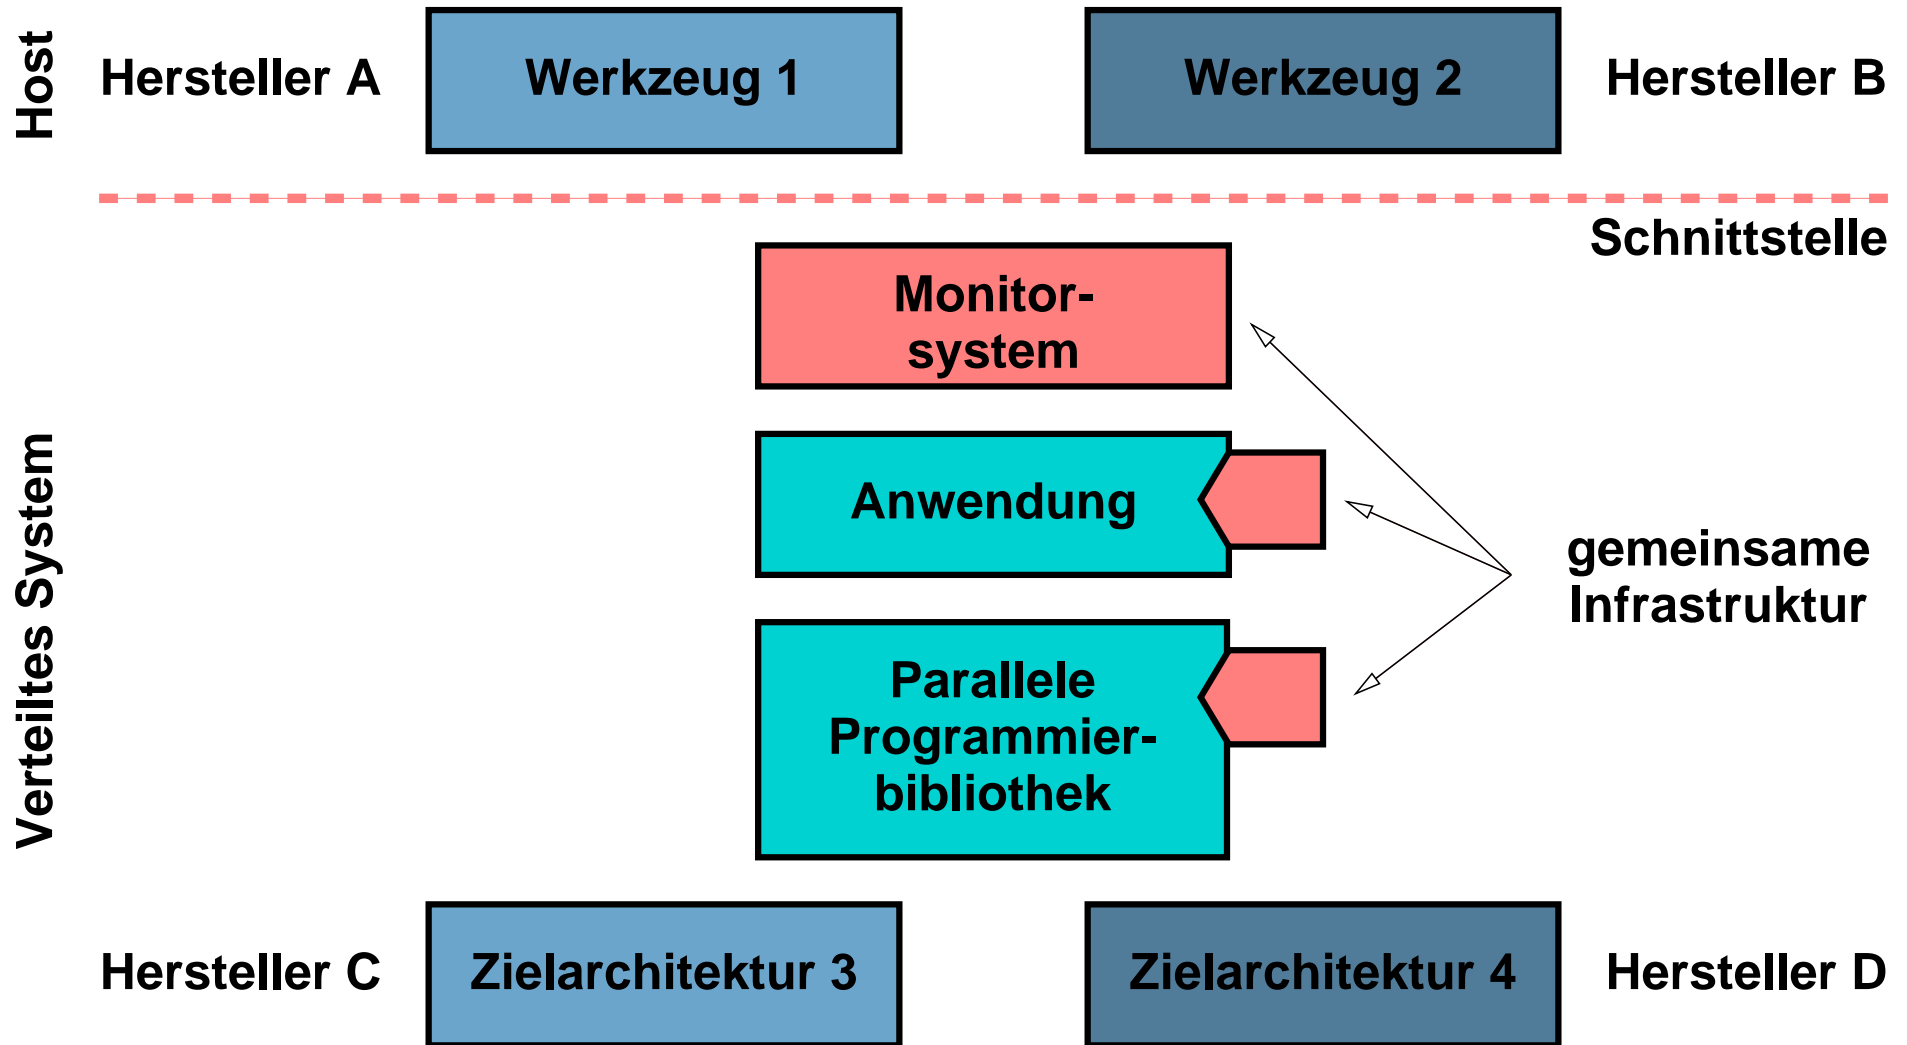 Host
Hersteller A
Werkzeug 1
Werkzeug 2
Hersteller B
Schnittstelle
Monitor-
system
Verteiltes System
Anwendung
gemeinsame
Infrastruktur
Parallele
Programmier-
bibliothek
Hersteller C
Zielarchitektur 3
Zielarchitektur 4
Hersteller D